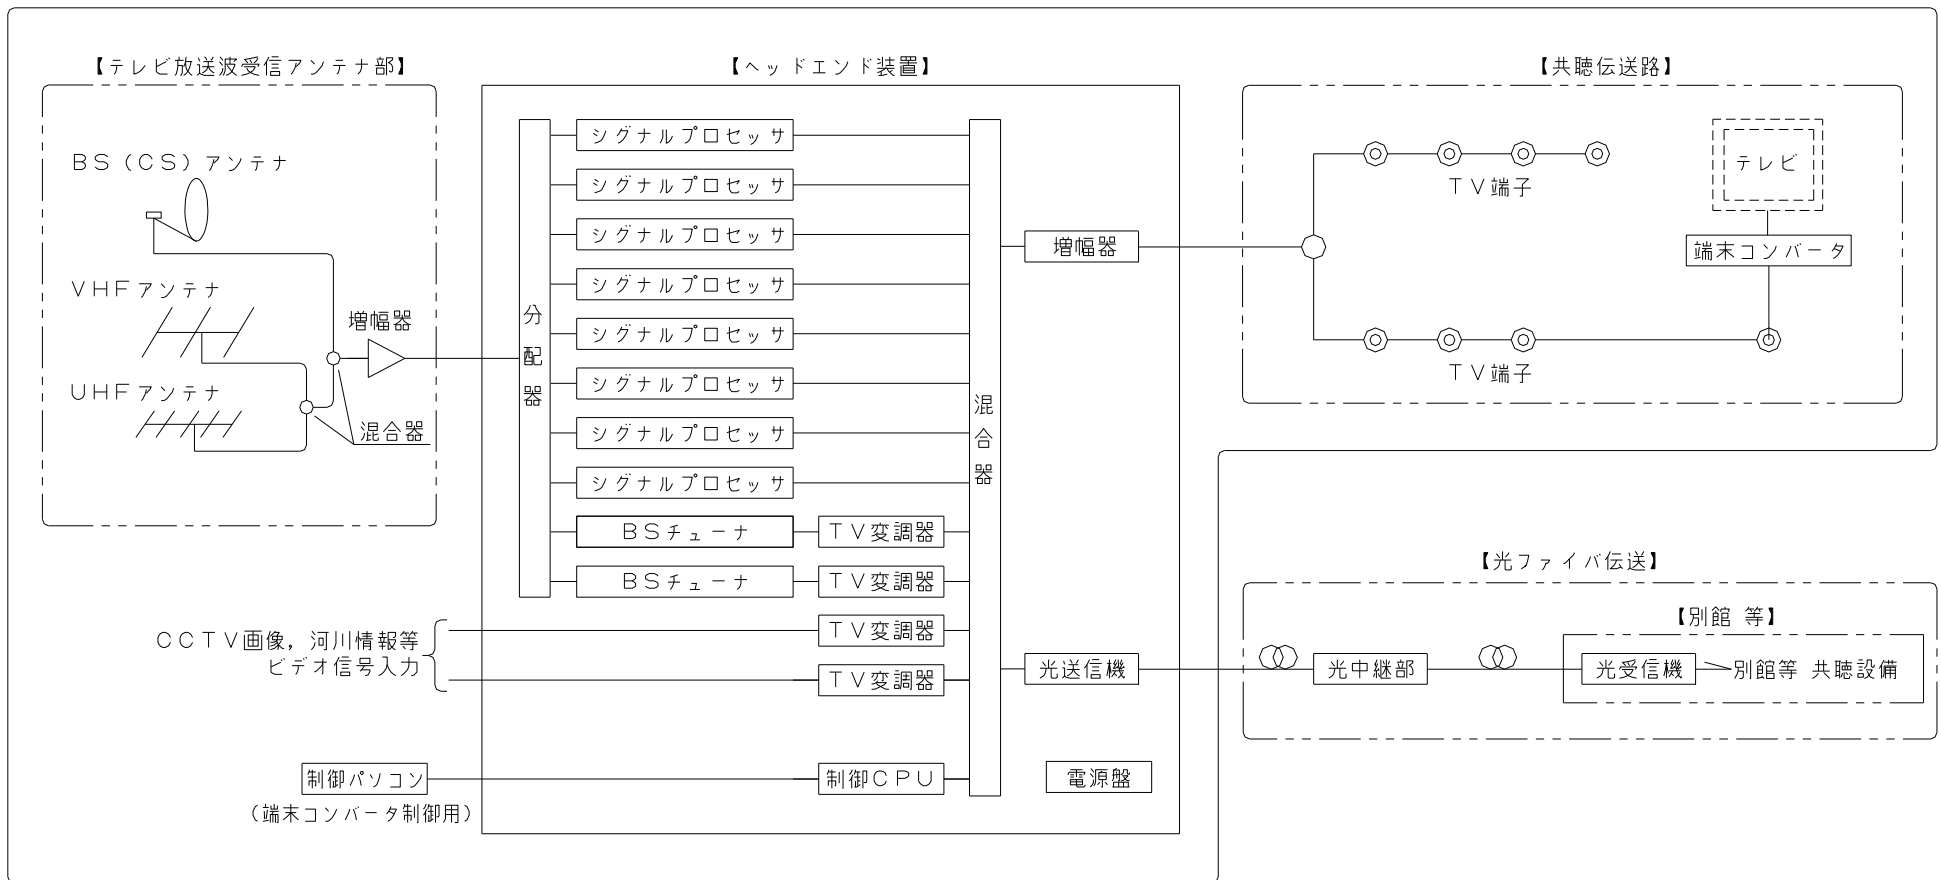 【テレビ放送波受信アンテナ部】
BS(CS)アンテナ
VHFアンテナ
増幅器
UHFアンテナ
混合器
【ヘッドエンド装置】
分配器
シグナルプロセッサ
シグナルプロセッサ
シグナルプロセッサ
シグナルプロセッサ
シグナルプロセッサ
シグナルプロセッサ
シグナルプロセッサ
シグナルプロセッサ
BSチューナ
TV変調器
BSチューナ
TV変調器
CCTV画像，河川情報等
ビデオ信号入力
TV変調器
TV変調器
制御パソコン
(端末コンバータ制御用)
制御CPU
混合器
増幅器
光送信機
電源盤
【共聴伝送路】
TV端子
テレビ
端末コンバータ
TV端子
【光ファイバ伝送】
【別館 等】
光中継部
光受信機
別館等 共聴設備